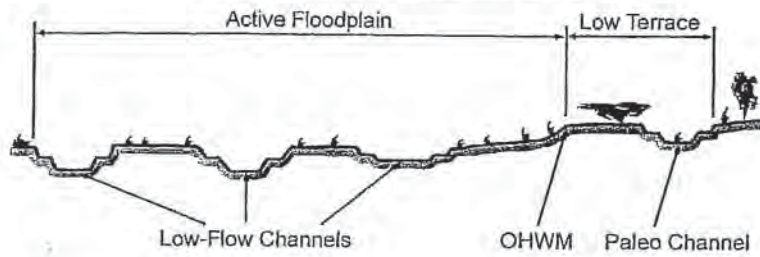 Active Floodplain
Low Terrace
Low-Flow Channels
OHWM
Paleo Channel